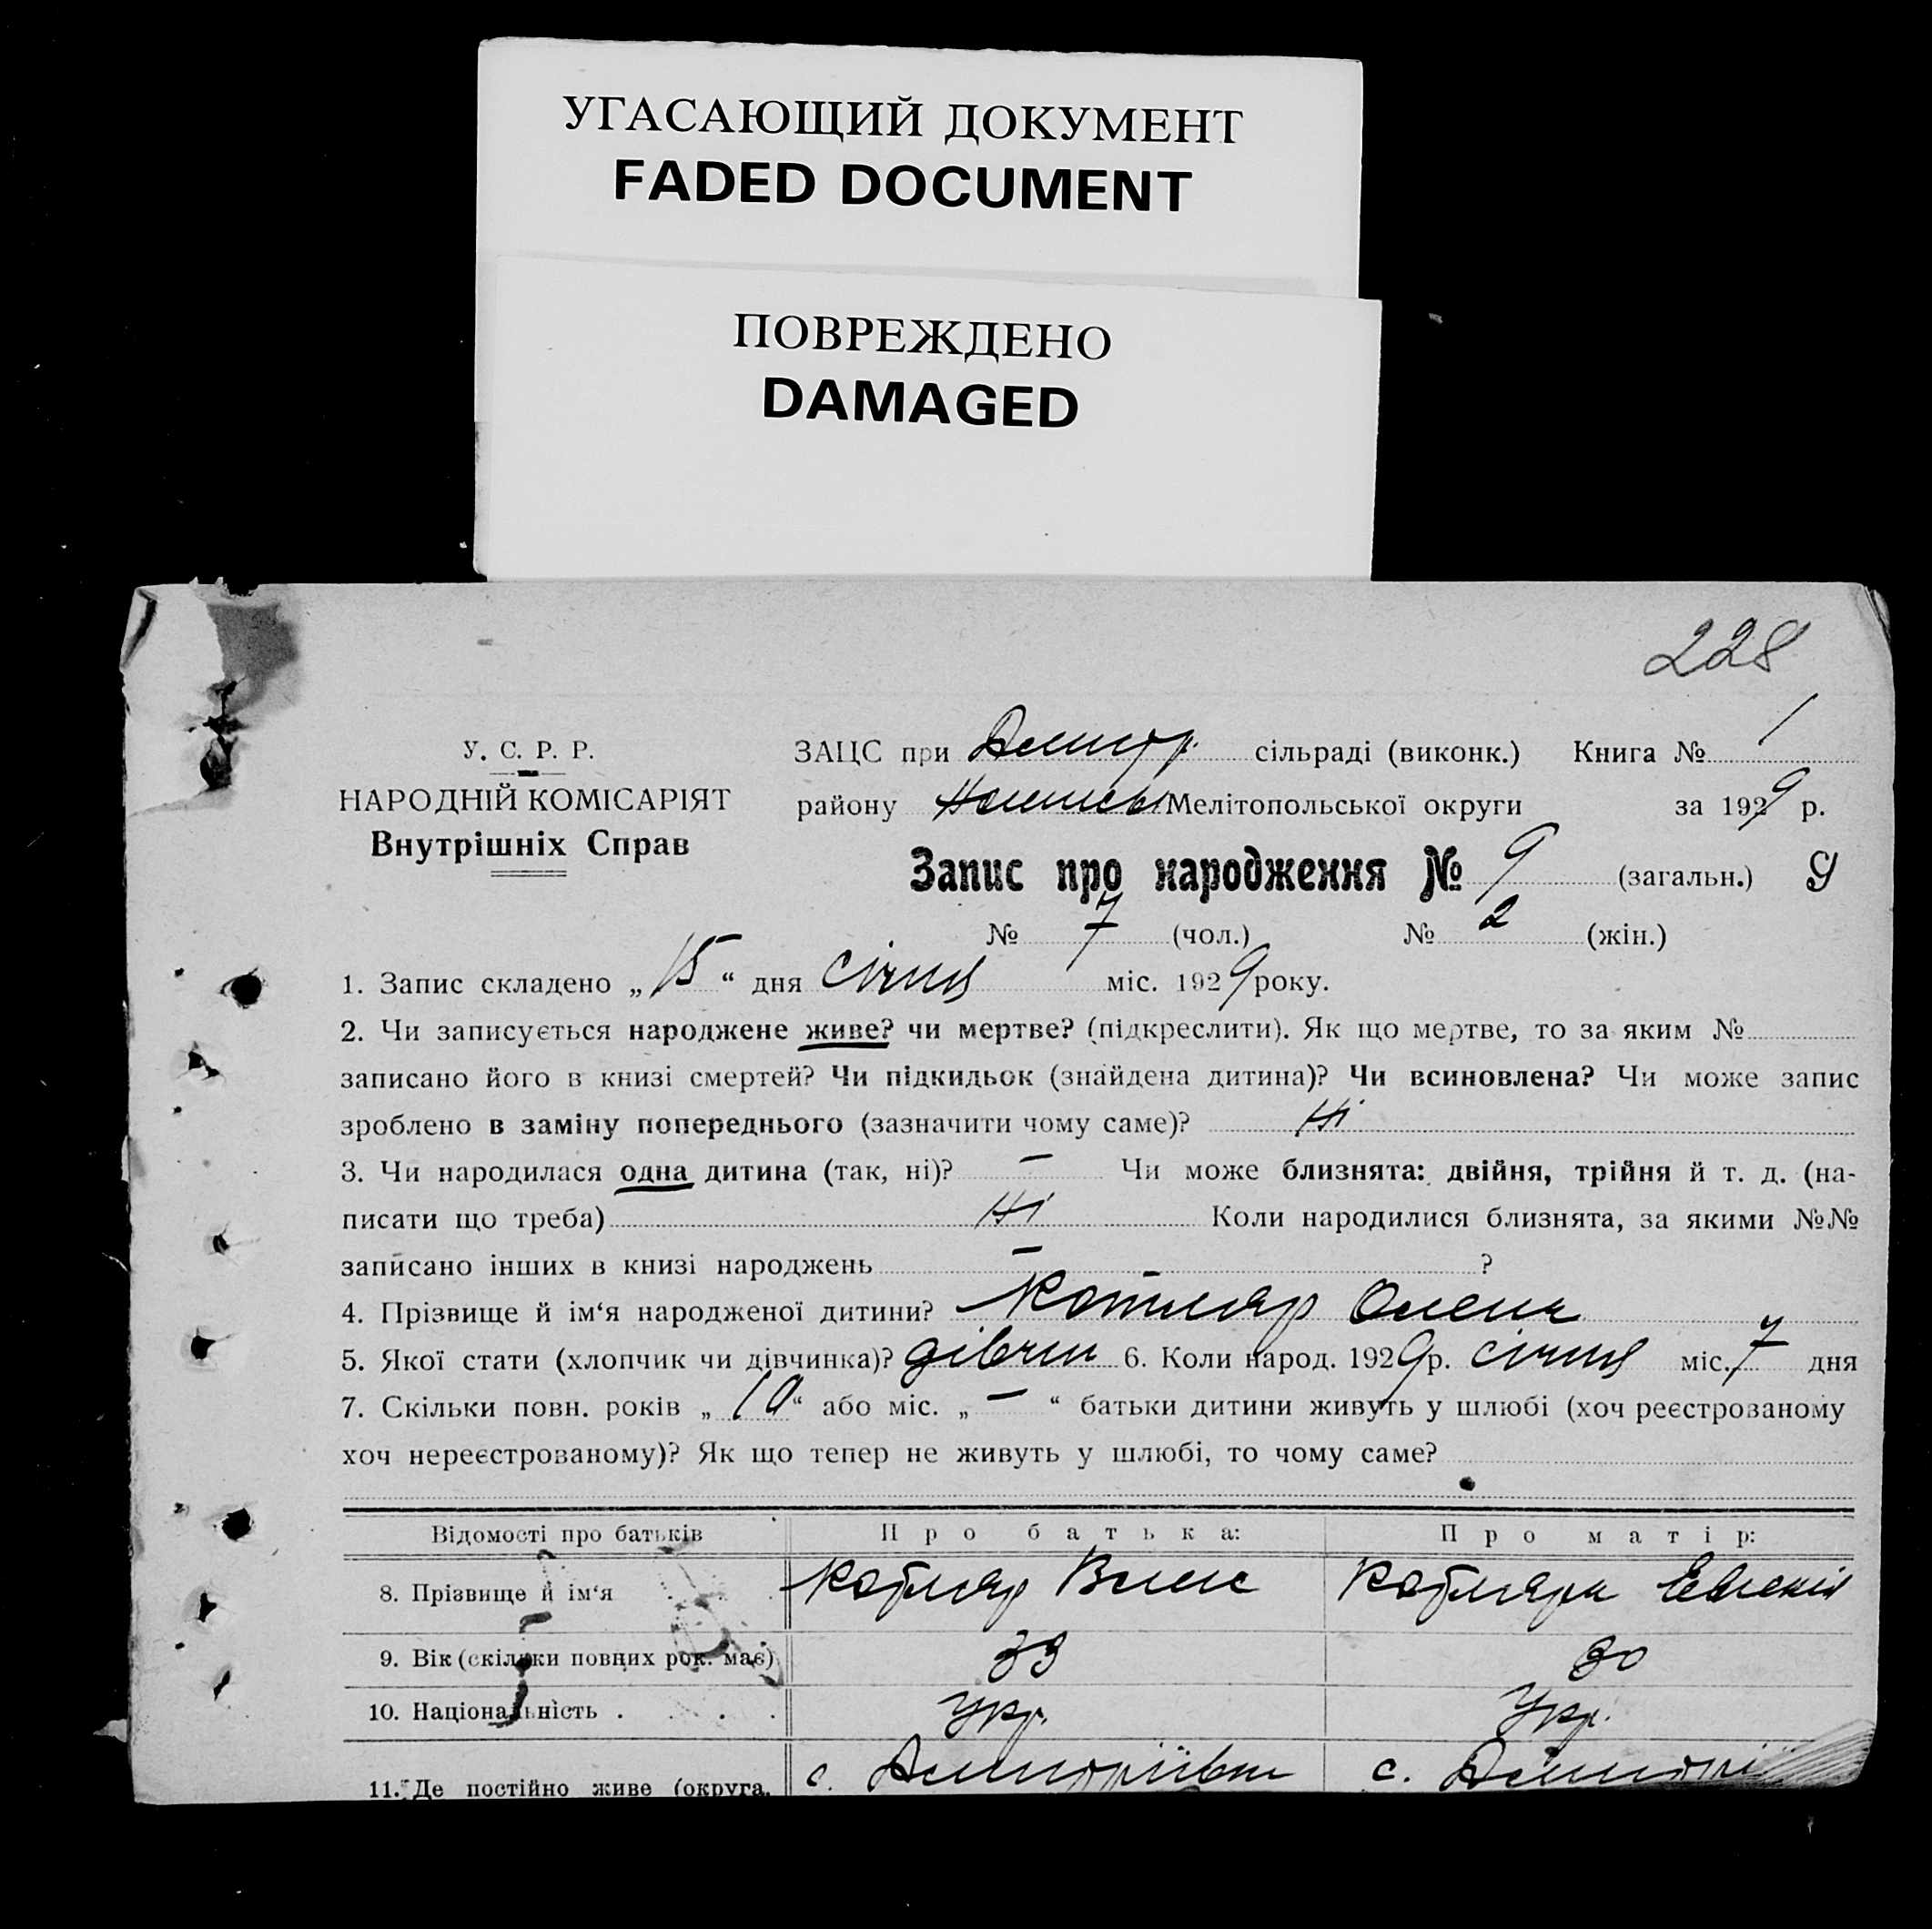 УГАСАЮЩИЙ ДОКУМЕНТ
FADED DOCUMENT
ПОВРЕЖДЕНО
DAMAGED
228
У. С. Р. Р.
НАРОДНІЙ КОМІСАРІЯТ
Внутрішніх Справ
ЗАЦС при Дмитр. сільраді (виконк.) Книга № 1
району Мелітопольської округи за 1929 р.
Запис про народження № 9 (загальн.) 9
№ 7 (чол.) № 2 (жін.)
1. Запис складено „15“ дня січня міс. 1929 року.
2. Чи записується народжене живе? чи мертве? (підкреслити). Як що мертве, то за яким №
записано його в книзі смертей? Чи підкидьок (знайдена дитина)? Чи всиновлена? Чи може запис
зроблено в заміну попереднього (зазначити чому саме)? Ні
3. Чи народилася одна дитина (так, ні)? — Чи може близнята: двійня, трійня й т. д. (на-
писати що треба) Ні Коли народилися близнята, за якими №№
записано інших в книзі народжень — ?
4. Прізвище й ім‘я народженої дитини? Котляр Олена
5. Якої стати (хлопчик чи дівчинка)? дівчин 6. Коли народ. 1929 р. січня міс. 7 дня
7. Скільки повн. років „10“ або міс. „—“ батьки дитини живуть у шлюбі (хоч реєстрованому
хоч нереєстрованому)? Як що тепер не живуть у шлюбі, то чому саме?
Відомості про батьків Про батька: Про матір:
8. Прізвище й ім‘я Котляр Котляра Евгенія
9. Вік (скільки повних рок. має) 33 30
10. Національність Укр. Укр.
11. Де постійно живе (округа, с. Дмитріївка с. Дмитрії